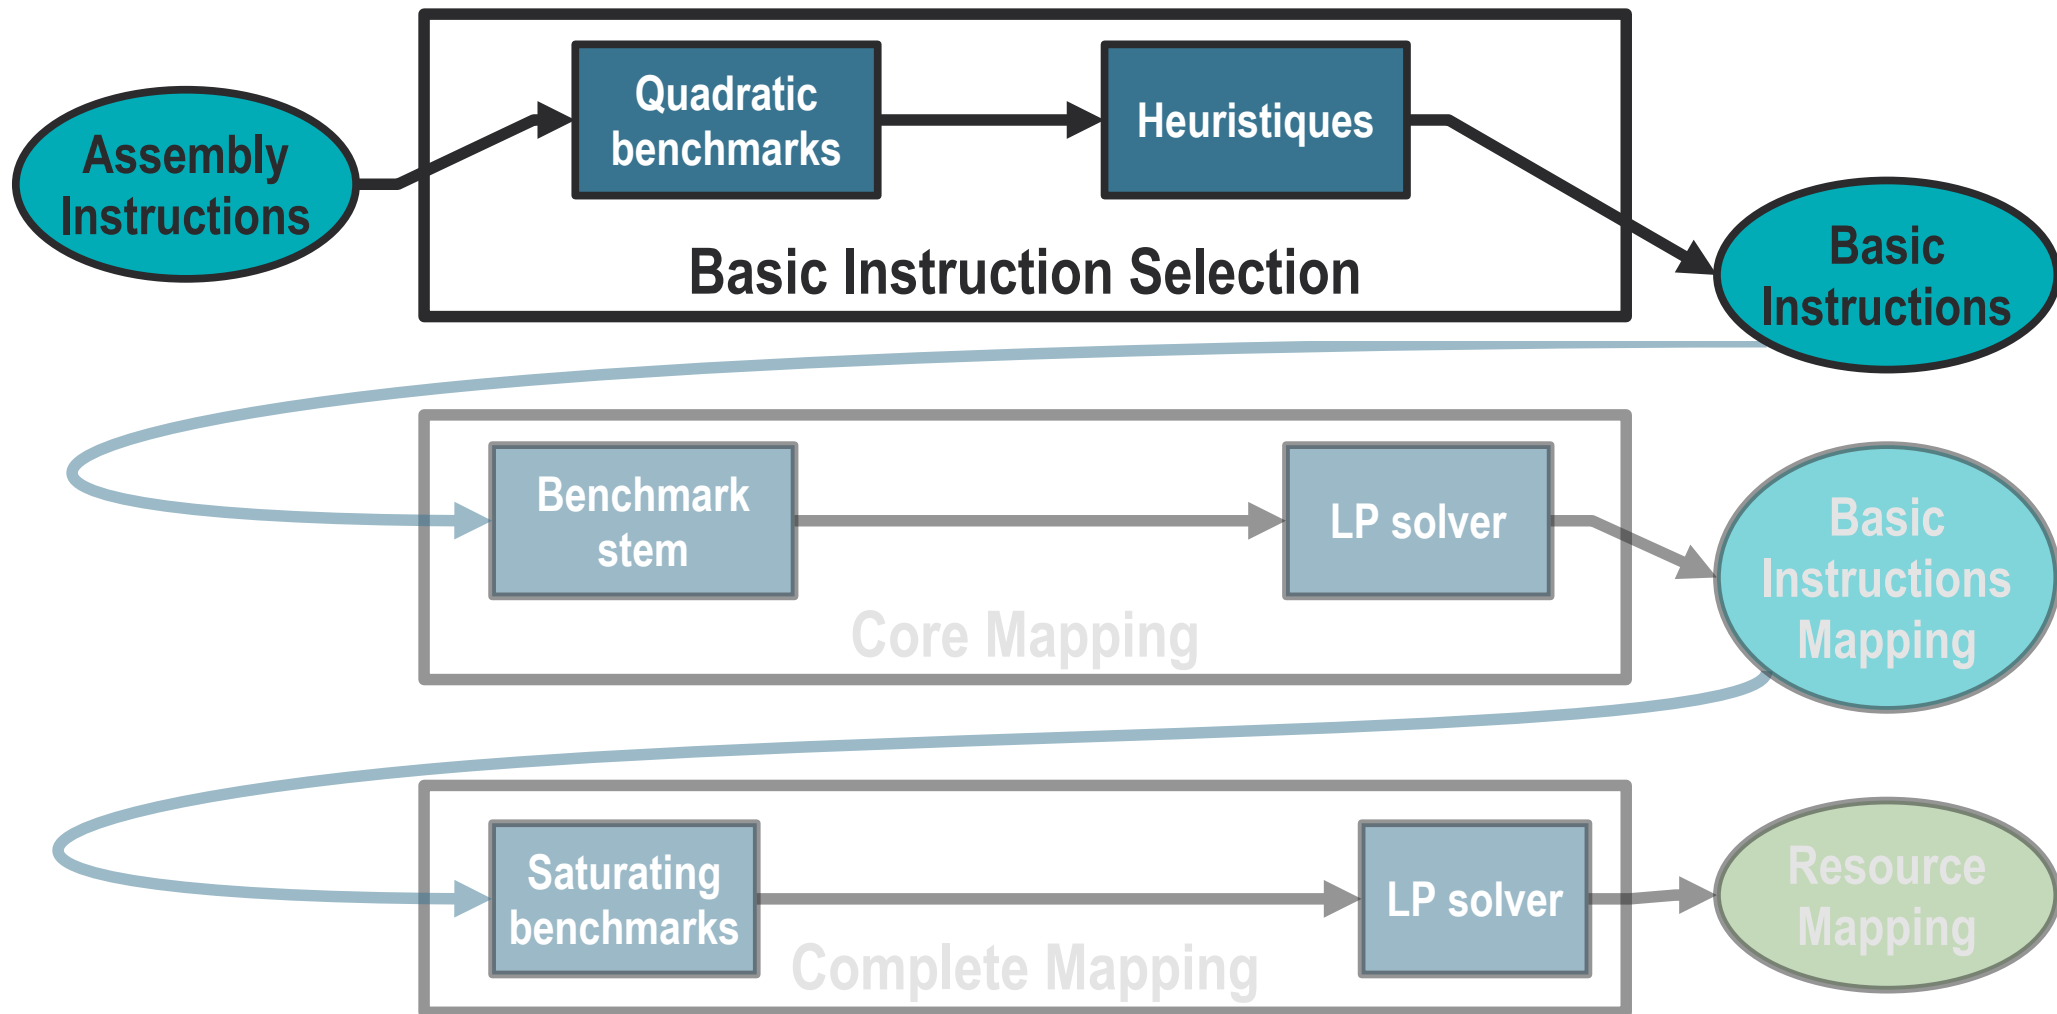 Assembly
Instructions
Quadratic
benchmarks
Heuristiques
Basic Instruction Selection
Basic
Instructions
Benchmark
stem
LP solver
Core Mapping
Basic
Instructions
Mapping
Saturating
benchmarks
LP solver
Complete Mapping
Resource
Mapping